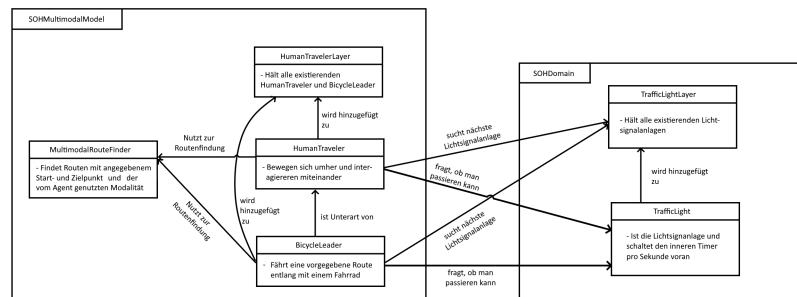 SOHMultimodalModel
HumanTravelerLayer
- Hält alle existierenden
HumanTraveler und BicycleLeader
wird hinzugefügt
zu
Nutzt zur
Routenfindung
MultimodalRouteFinder
- Findet Routen mit angegebenem
Start- und Zielpunkt und der
vom Agent genutzten Modalität
HumanTraveler
- Bewegen sich umher und inter-
agiereren miteinander
Nutzt zur
Routenfindung
wird
hinzugefügt
zu
ist Unterart von
BicycleLeader
- Fährt eine vorgegebene Route
entlang mit einem Fahrrad
sucht nächste
Lichtsignalanlage
fragt, ob man
passieren kann
sucht nächste
Lichtsignalanlage
fragt, ob man
passieren kann
SOHDomain
TrafficLightLayer
- Hält alle existierenden Licht-
signalanlagen
wird hinzugefügt
zu
TrafficLight
- Ist die Lichtsignanlage und
schaltet den inneren Timer
pro Sekunde voran